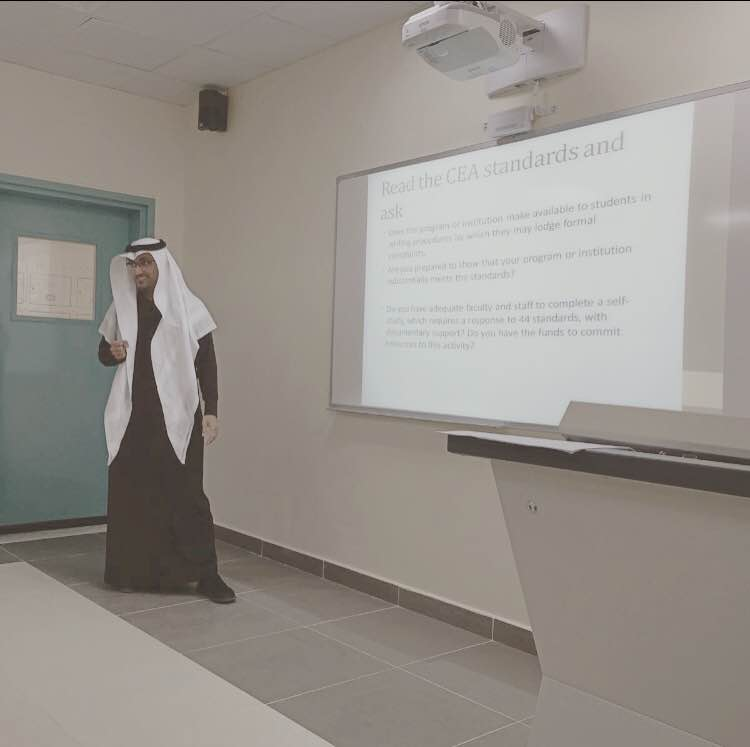 EPSON
Read the CEA standards and
ask
Does the program or institution make available to students in
writing procedures by which they may lodge formal
complaints.
Are you prepared to show that your program or institution
substantially meets the standards?
Do you have adequate faculty and staff to complete a self-
study, which requires a response to 44 standards, with
documentary support? Do you have the funds to commit
resources to this activity?